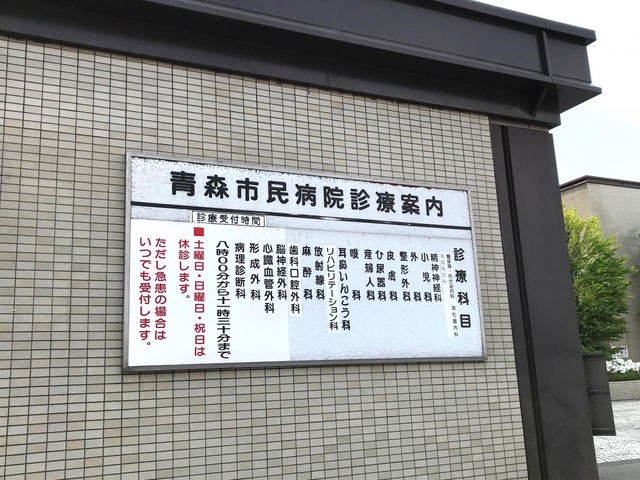 青森市民病院診療案内
診療科目
精神神経科
小児科
外科
整形外科
皮膚科
ひ尿器科
産婦人科
眼科
耳鼻いんこう科
リハビリテーション科
放射線科
麻酔科
歯科口腔外科
脳神経外科
心臓血管外科
形成外科
病理診断科
診療受付時間
八時00分から十一時三十分まで
■土曜日・日曜日・祝日は
休診します。
ただし急患の場合は
いつでも受付します。